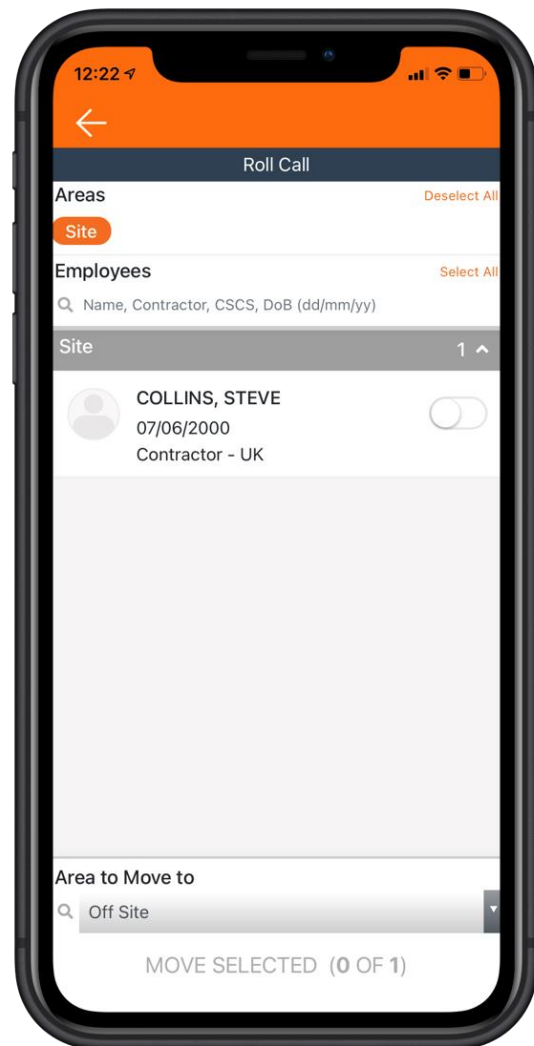 12:22
Roll Call
Areas
Deselect All
Site
Employees
Select All
Name, Contractor, CSCS, DoB (dd/mm/yy)
Site 1
COLLINS, STEVE
07/06/2000
Contractor - UK
Area to Move to
Off Site
MOVE SELECTED (0 OF 1)